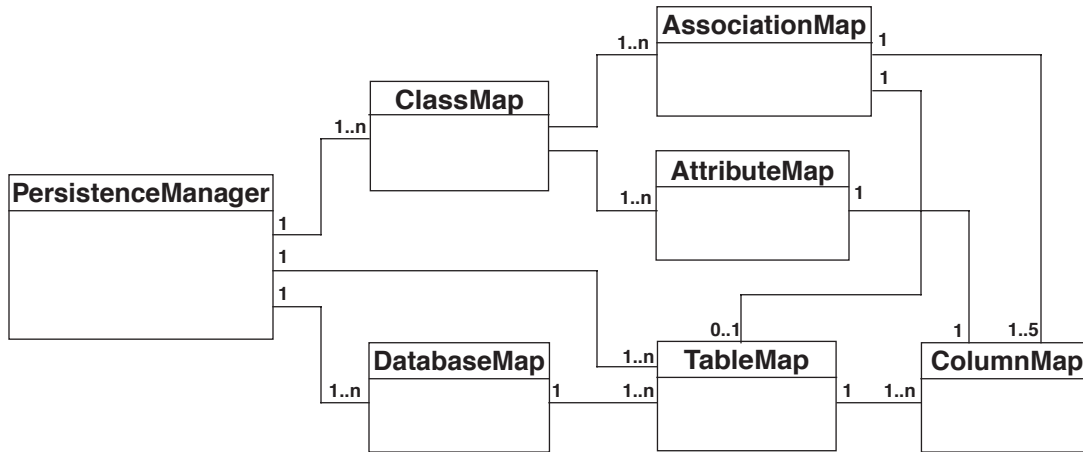 AssociationMap
1..n
1
1
ClassMap
1..n
AttributeMap
1..n
1
PersistenceManager
1
1
1
0..1
1
1..5
DatabaseMap
1..n
1
TableMap
1..n
1..n
1
ColumnMap
1..n